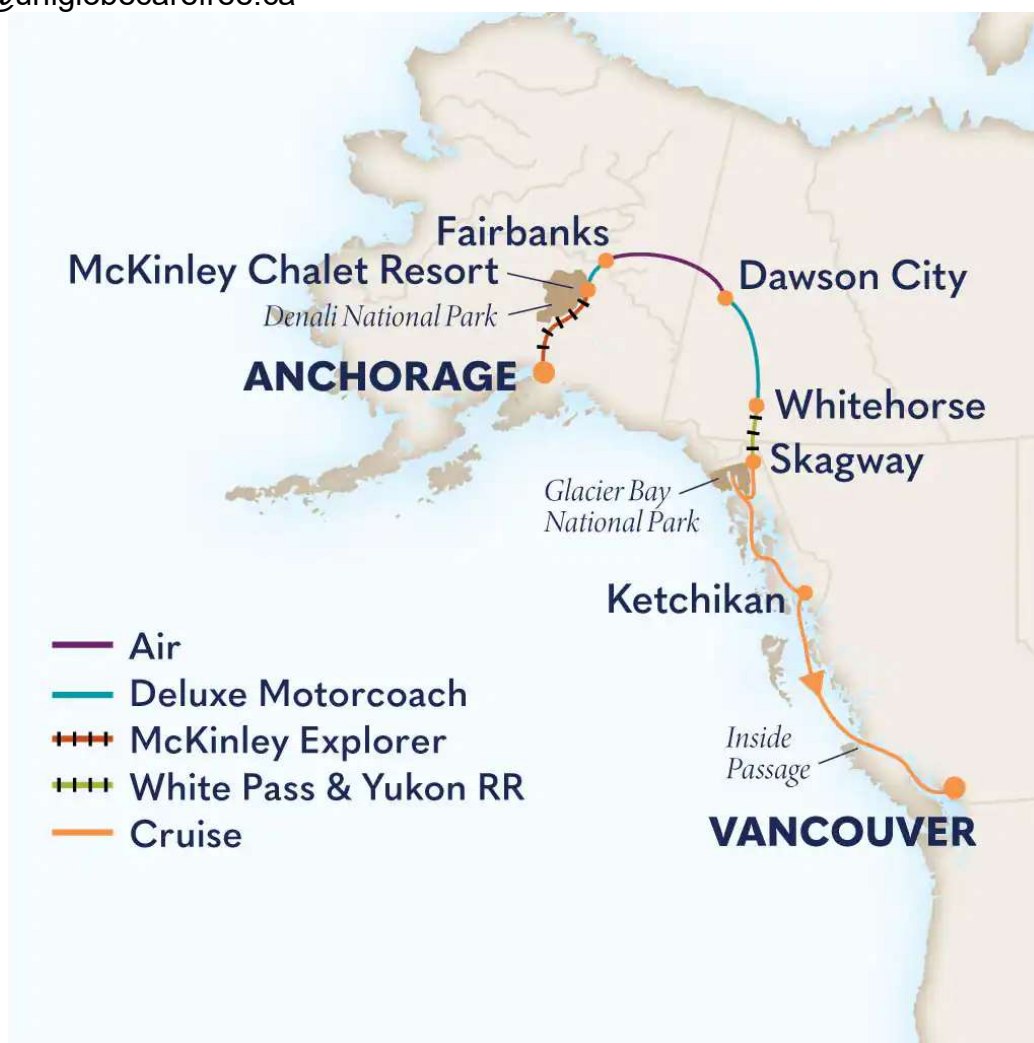 Fairbanks
McKinley Chalet Resort
Denali National Park
ANCHORAGE
Dawson City
Whitehorse
Skagway
Glacier Bay
National Park
Ketchikan
Air
Deluxe Motorcoach
McKinley Explorer
White Pass & Yukon RR
Cruise
Inside
Passage
VANCOUVER